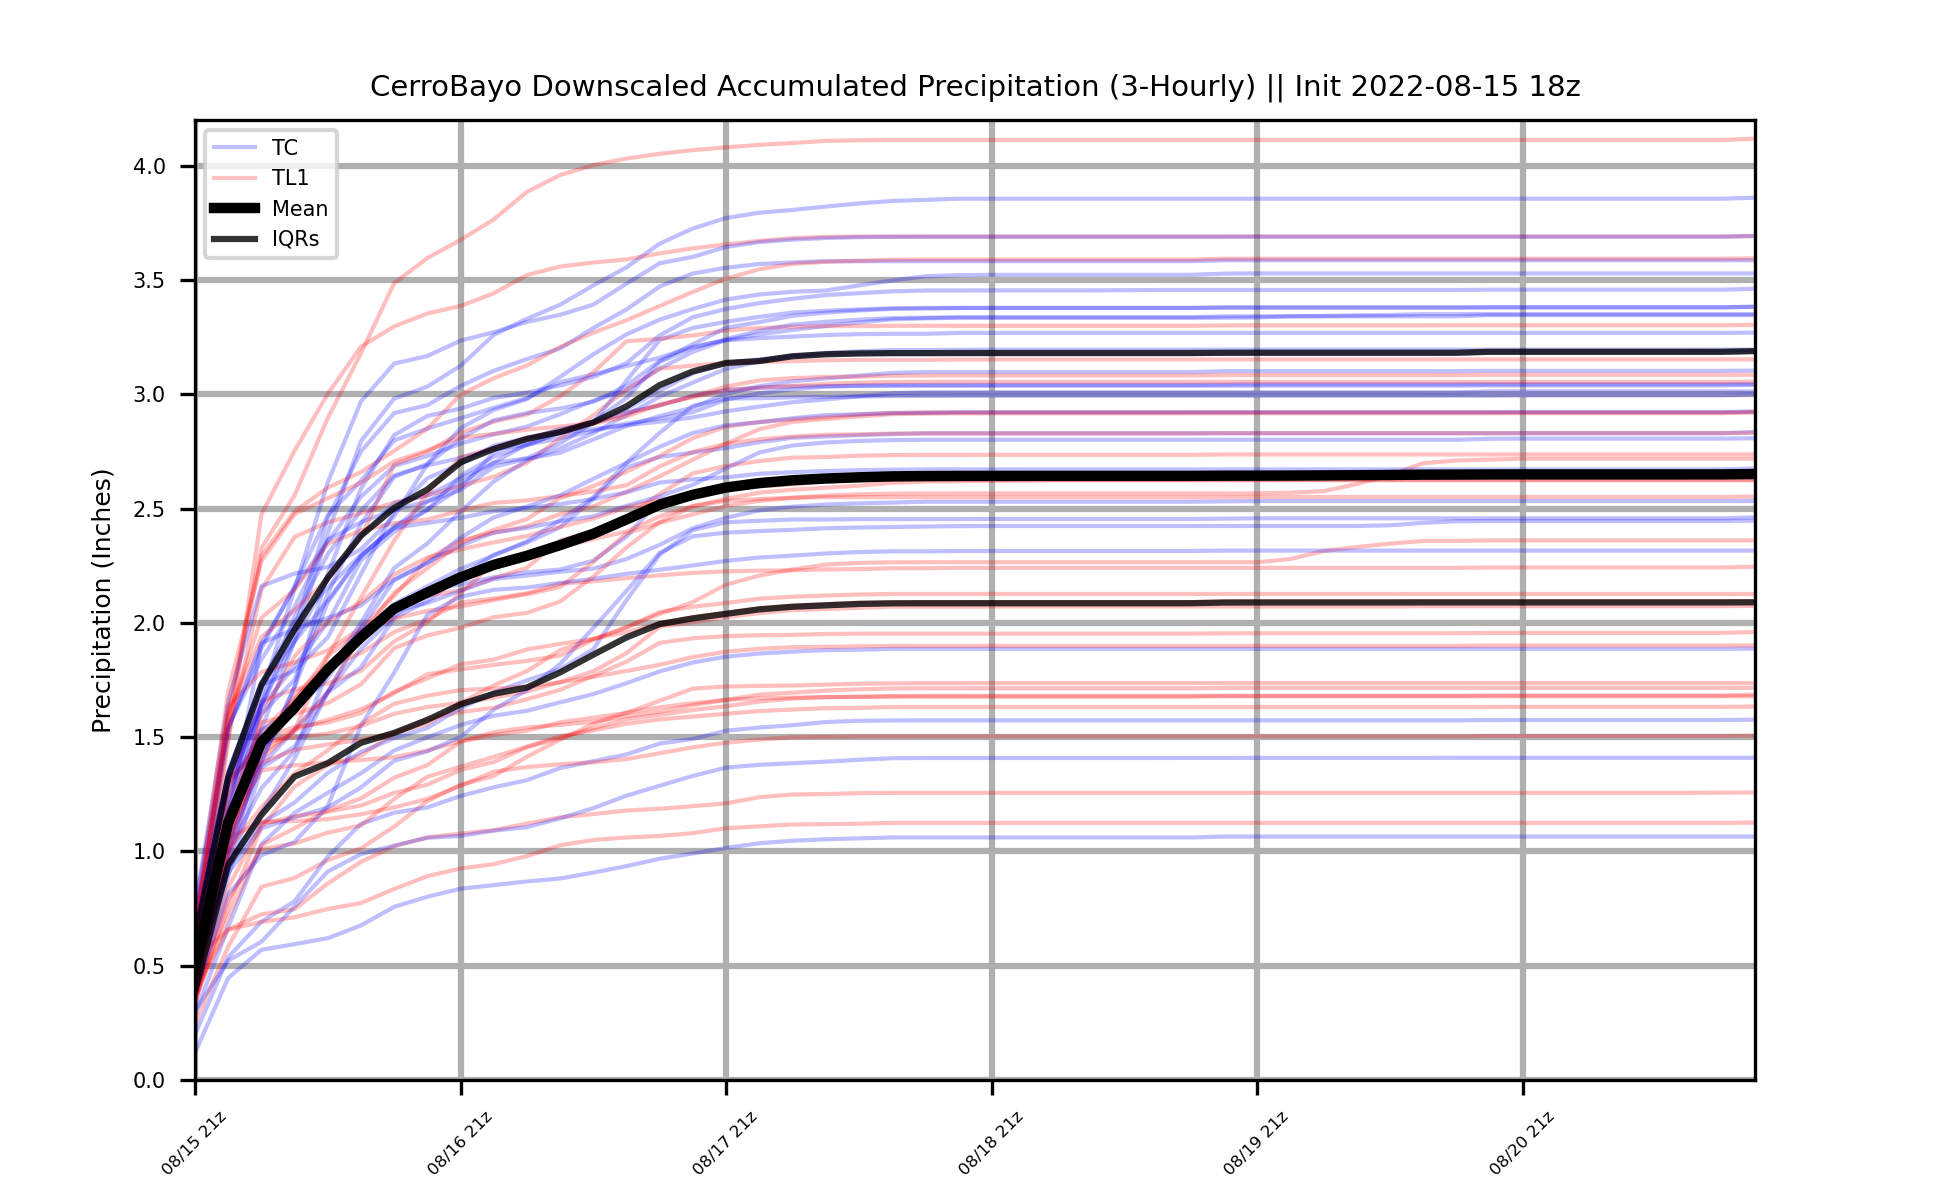 CerroBayo Downscaled Accumulated Precipitation (3-Hourly) || Init 2022-08-15 18z
TC
TL1
Mean
IQRs
Precipitation (Inches)
4.0
3.5
3.0
2.5
2.0
1.5
1.0
0.5
0.0
08/15 21z
08/16 21z
08/17 21z
08/18 21z
08/19 21z
08/20 21z